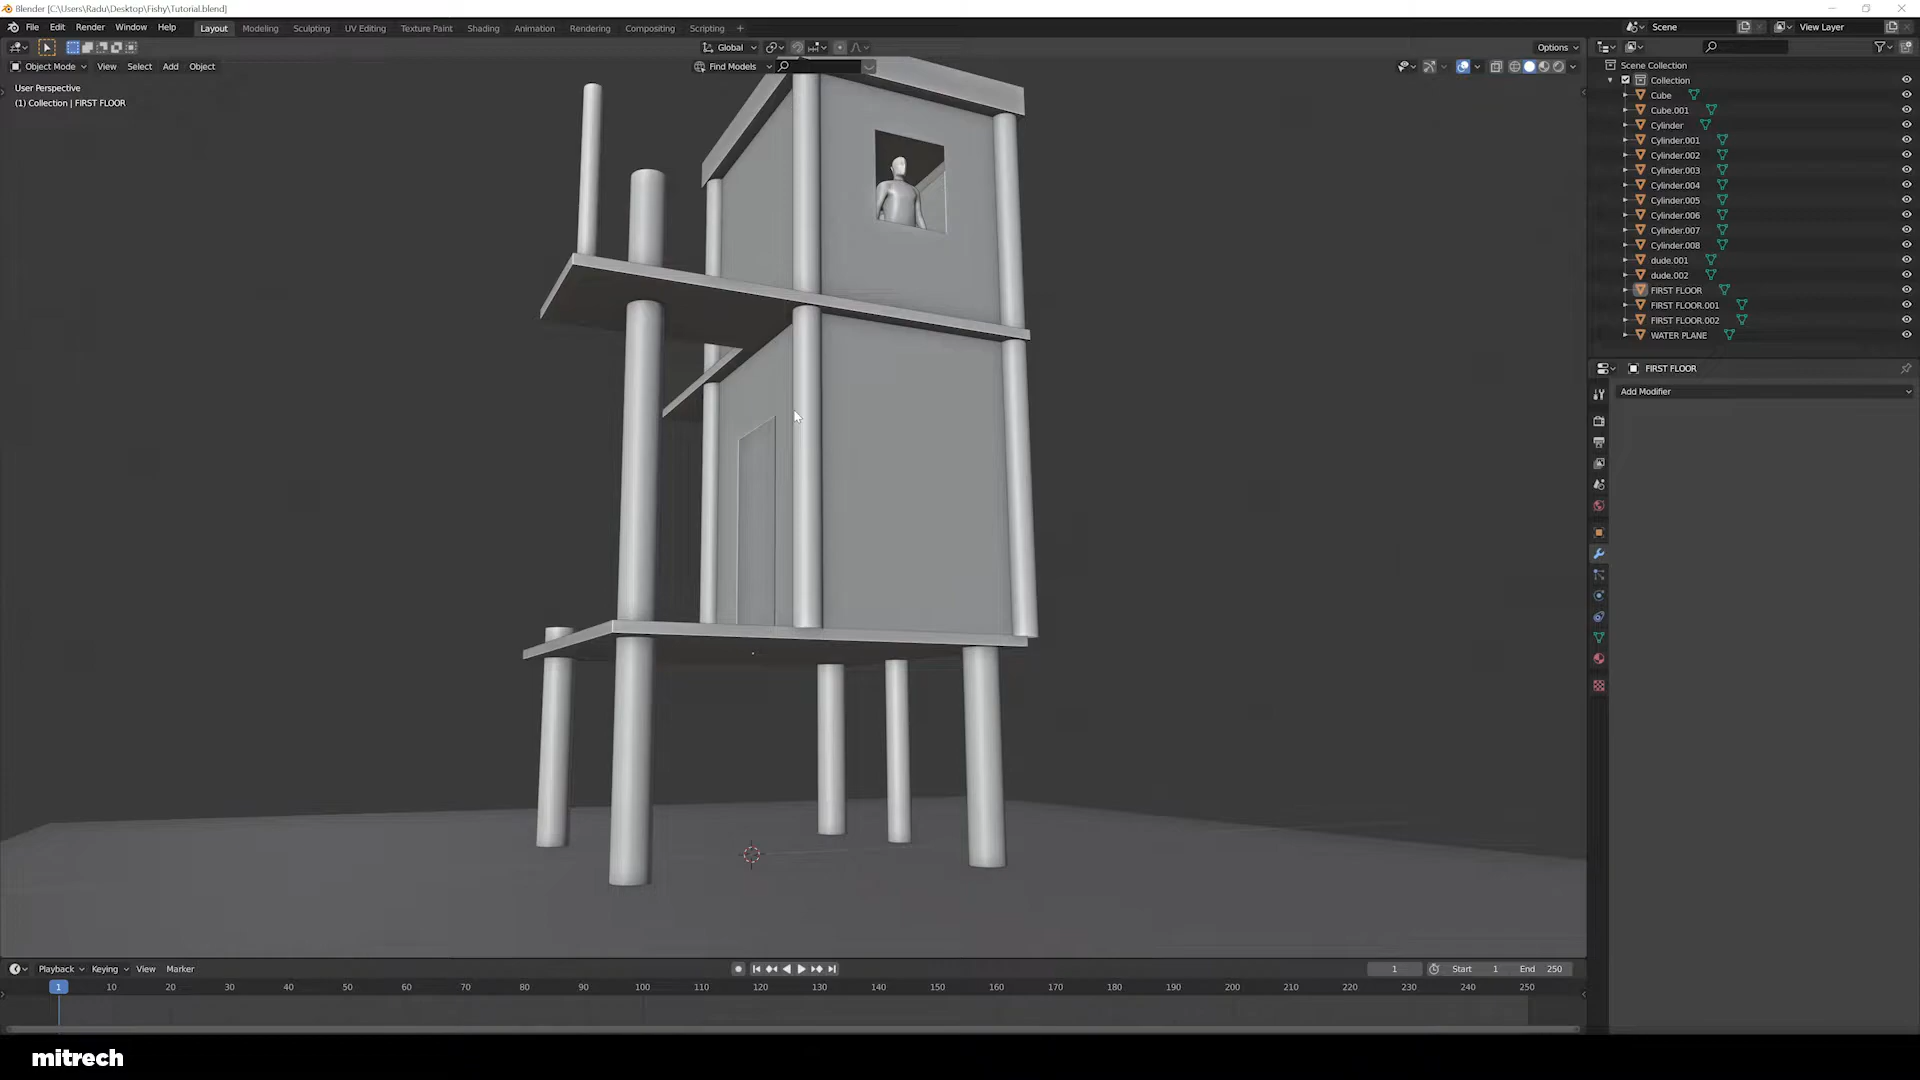 Blender [C:\Users\Radu\Desktop\Fishy\Tutorial.blend]
File Edit Render Window Help Layout Modeling Sculpting UV Editing Texture Paint Shading Animation Rendering Compositing Scripting + Scene View Layer
Global Options
Object Mode View Select Add Object Find Models
User Perspective
(1) Collection | FIRST FLOOR
Scene Collection
Collection
Cube
Cube.001
Cylinder
Cylinder.001
Cylinder.002
Cylinder.003
Cylinder.004
Cylinder.005
Cylinder.006
Cylinder.007
Cylinder.008
dude.001
dude.002
FIRST FLOOR
FIRST FLOOR.001
FIRST FLOOR.002
WATER PLANE
FIRST FLOOR
Add Modifier
Playback Keying View Marker 1 Start 1 End 250
1 10 20 30 40 50 60 70 80 90 100 110 120 130 140 150 160 170 180 190 200 210 220 230 240 250
mitrech